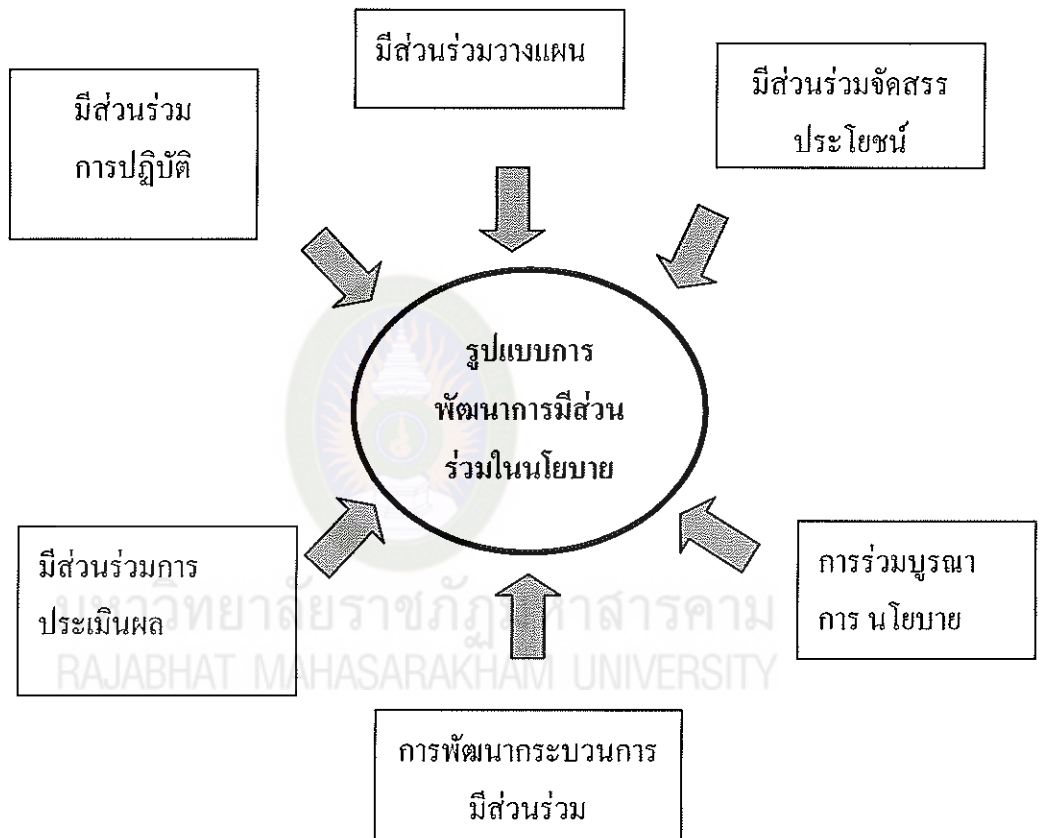 มีส่วนร่วมวางแผน
มีส่วนร่วม
การปฏิบัติ
มีส่วนร่วมจัดสรร
ประโยชน์
รูปแบบการ
พัฒนาการมีส่วน
ร่วมในนโยบาย
มีส่วนร่วมการ
ประเมินผล
การร่วมบูรณา
การ นโยบาย
มหาวิทยาลัยราชภัฏมหาสารคาม
RAJABHAT MAHASARAKHAM UNIVERSITY
การพัฒนากระบวนการ
มีส่วนร่วม